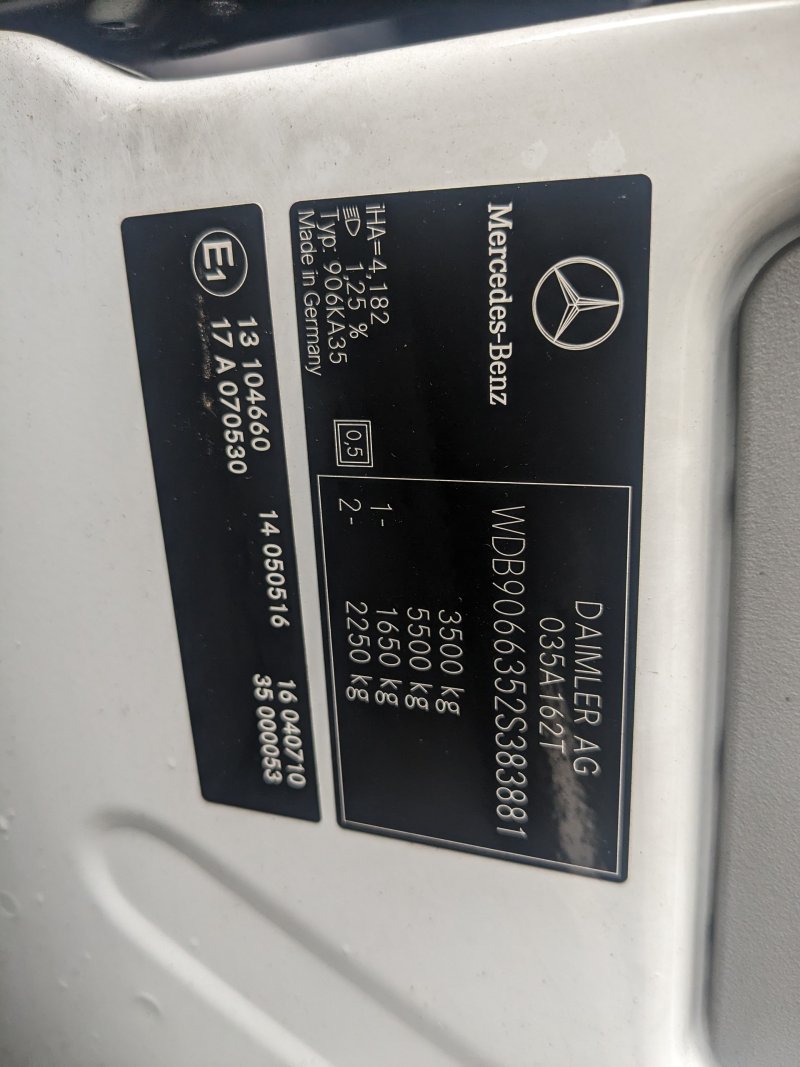 Mercedes-Benz
DAIMLER AG
035A162T
WDB9066352S383881
3500 kg
5500 kg
1- 1650 kg
2- 2250 kg
iHA=4,182
1,25 %
Typ: 906KA35
Made in Germany
0,5
E1
13 104660 14 050516 16 040710
17 A 070530 35 000053